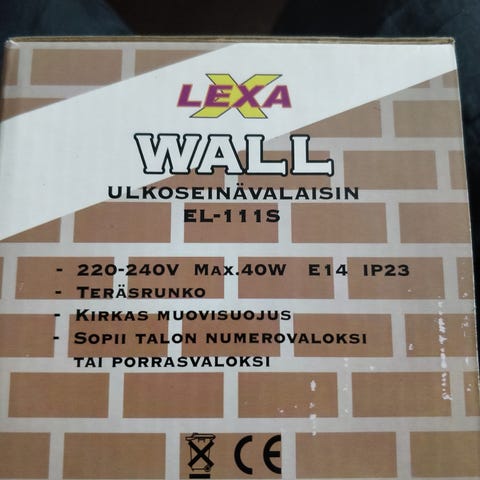 LEXA
WALL
ULKOSEINÄVALAISIN
EL-111S
- 220-240V Max.40W E14 IP23
- Teräsrunko
- Kirkas muovisuojus
- Sopii talon numerovaloksi
tai porrasvaloksi
CE